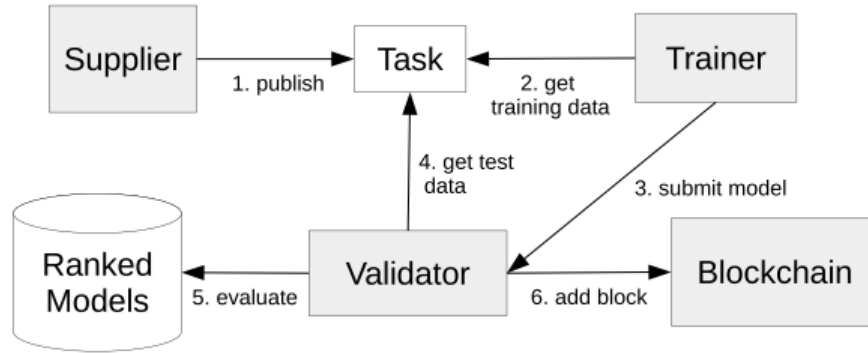 Supplier
1. publish
Task
2. get
training data
Trainer
4. get test
data
3. submit model
Ranked
Models
5. evaluate
Validator
6. add block
Blockchain